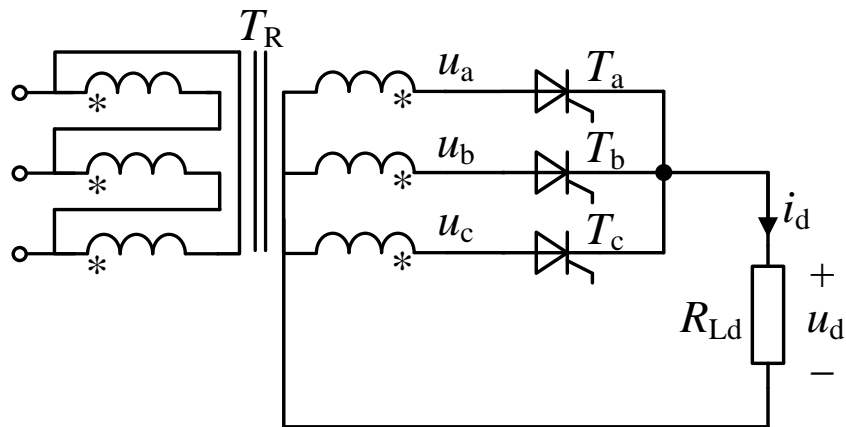 T_R
u_a
T_a
*
*
u_b
T_b
*
*
u_c
T_c
*
*
i_d
R_Ld
+
u_d
−